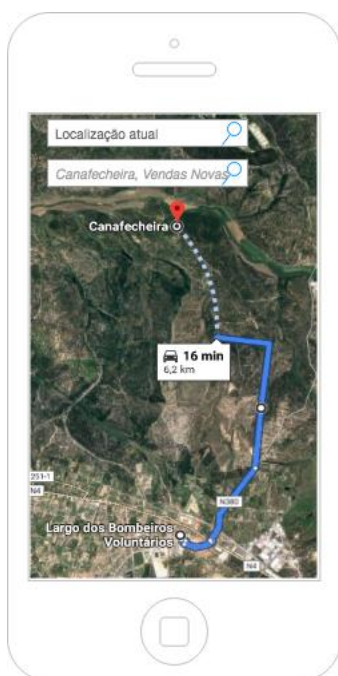 Localização atual
Canafecheira, Vendas Novas
Canafecheira
16 min
6,2 km
251-1
N4
N380
Largo dos Bombeiros
Voluntários
N4